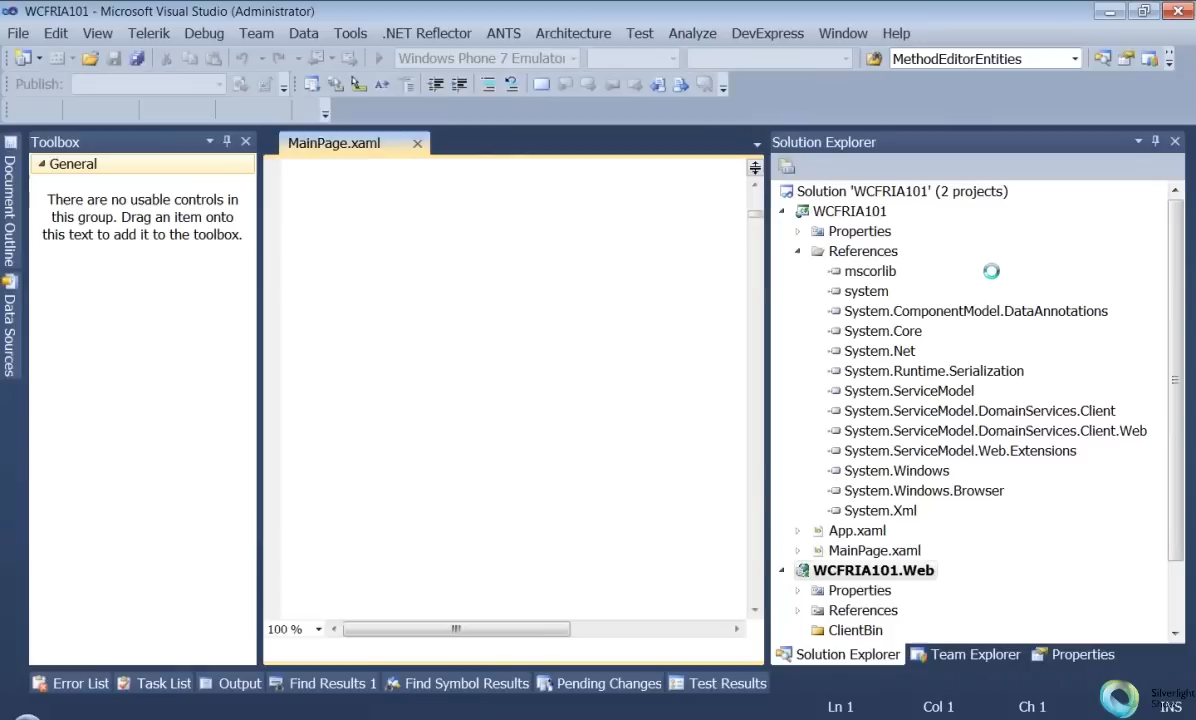 WCFRIA101 - Microsoft Visual Studio (Administrator)
File Edit View Telerik Debug Team Data Tools .NET Reflector ANTS Architecture Test Analyze DevExpress Window Help
Windows Phone 7 Emulator MethodEditorEntities
Publish:
Document Outline
Data Sources
Toolbox
General
There are no usable controls in
this group. Drag an item onto
this text to add it to the toolbox.
MainPage.xaml
100 %
Solution Explorer
Solution 'WCFRIA101' (2 projects)
WCFRIA101
Properties
References
mscorlib
system
System.ComponentModel.DataAnnotations
System.Core
System.Net
System.Runtime.Serialization
System.ServiceModel
System.ServiceModel.DomainServices.Client
System.ServiceModel.DomainServices.Client.Web
System.ServiceModel.Web.Extensions
System.Windows
System.Windows.Browser
System.Xml
App.xaml
MainPage.xaml
WCFRIA101.Web
Properties
References
ClientBin
Solution Explorer Team Explorer Properties
Error List Task List Output Find Results 1 Find Symbol Results Pending Changes Test Results
Ln 1 Col 1 Ch 1 INS
Silverlight